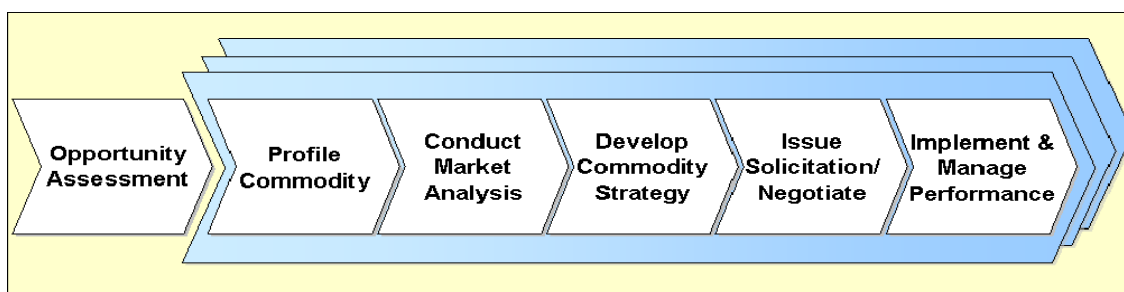 Opportunity
Assessment
Profile
Commodity
Conduct
Market
Analysis
Develop
Commodity
Strategy
Issue
Solicitation/
Negotiate
Implement &
Manage
Performance